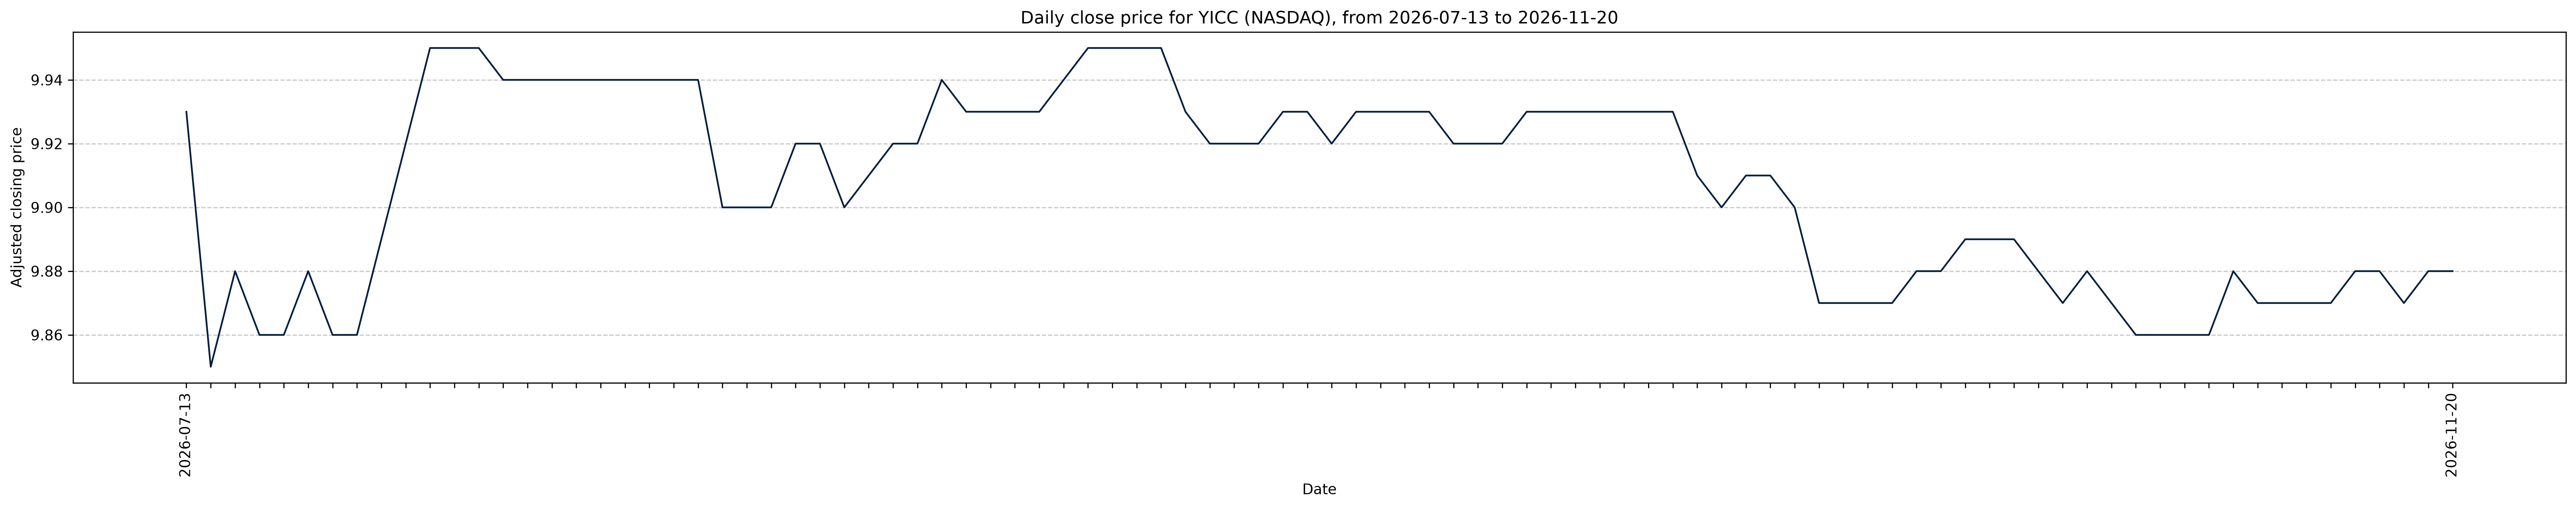 Daily close price for YICC (NASDAQ), from 2026-07-13 to 2026-11-20
Adjusted closing price
9.94
9.92
9.90
9.88
9.86
2026-07-13
2026-11-20
Date